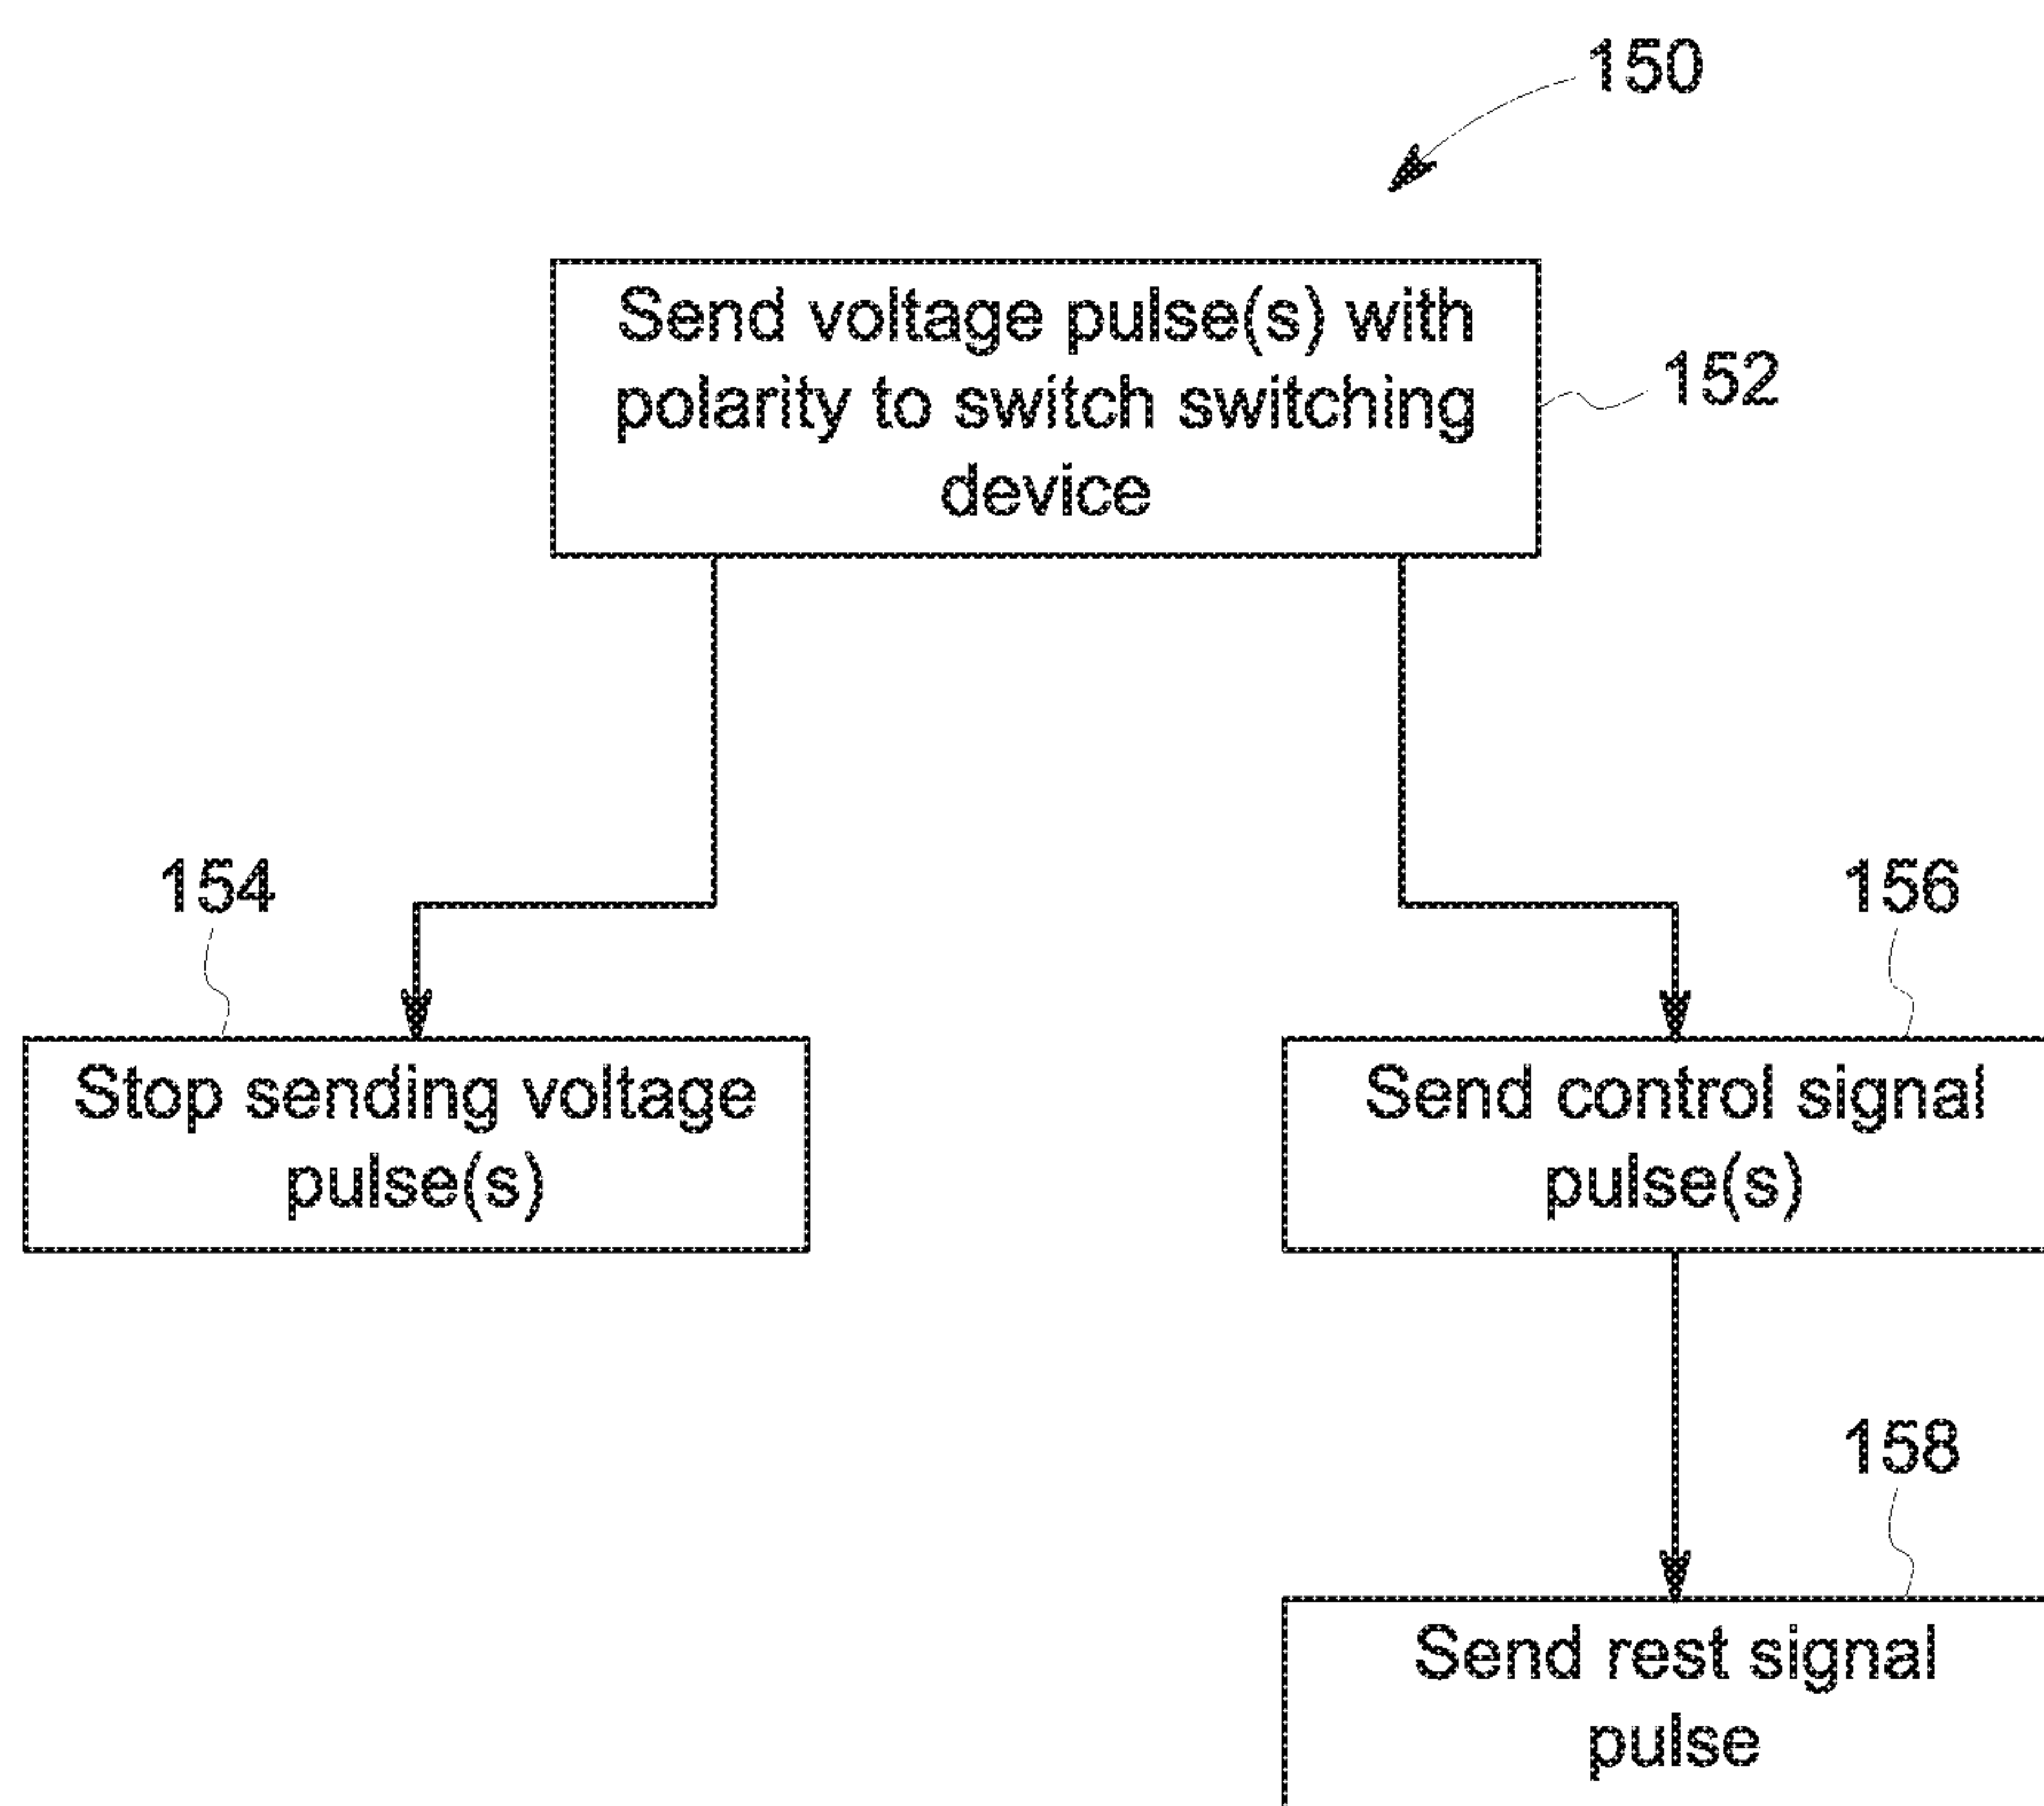 150
Send voltage pulse(s) with
polarity to switch switching
device
152
154
Stop sending voltage
pulse(s)
156
Send control signal
pulse(s)
158
Send rest signal
pulse